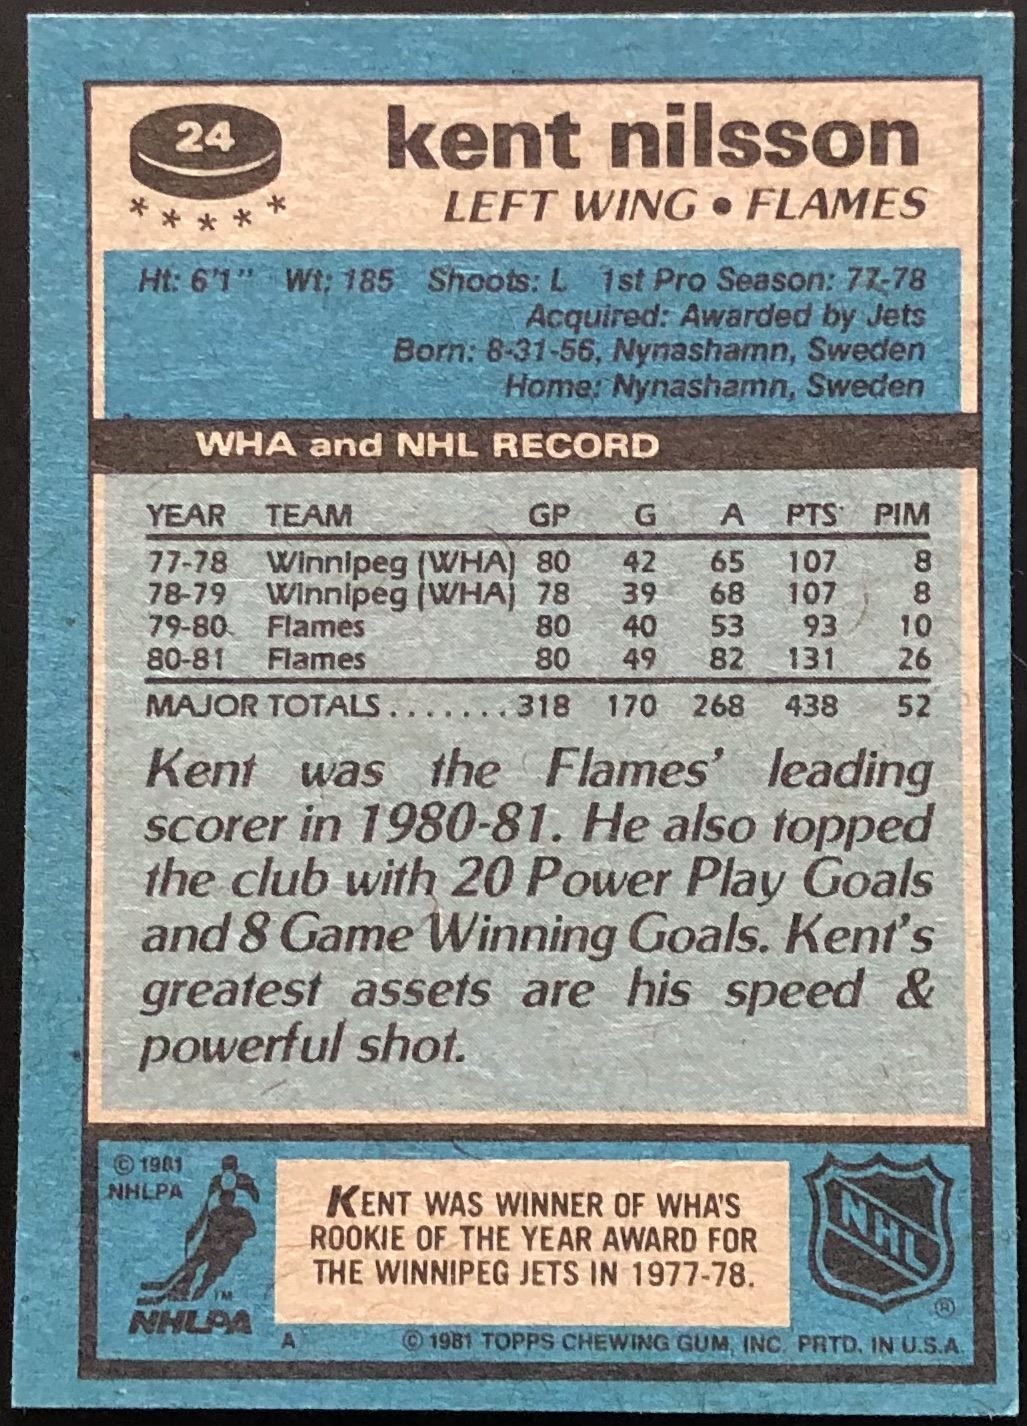 24
kent nilsson
* * * * *
LEFT WING • FLAMES
Ht: 6'1" Wt: 185 Shoots: L 1st Pro Season: 77-78
Acquired: Awarded by Jets
Born: 8-31-56, Nynashamn, Sweden
Home: Nynashamn, Sweden
WHA and NHL RECORD
YEAR TEAM GP G A PTS PIM
77-78 Winnipeg (WHA) 80 42 65 107 8
78-79 Winnipeg (WHA) 78 39 68 107 8
79-80 Flames 80 40 53 93 10
80-81 Flames 80 49 82 131 26
MAJOR TOTALS.......318 170 268 438 52
Kent was the Flames' leading
scorer in 1980-81. He also topped
the club with 20 Power Play Goals
and 8 Game Winning Goals. Kent's
greatest assets are his speed &
powerful shot.
© 1981
NHLPA
TM
NHLPA
KENT WAS WINNER OF WHA'S
ROOKIE OF THE YEAR AWARD FOR
THE WINNIPEG JETS IN 1977-78.
NHL
®
A © 1981 TOPPS CHEWING GUM, INC. PRTD. IN U.S.A.